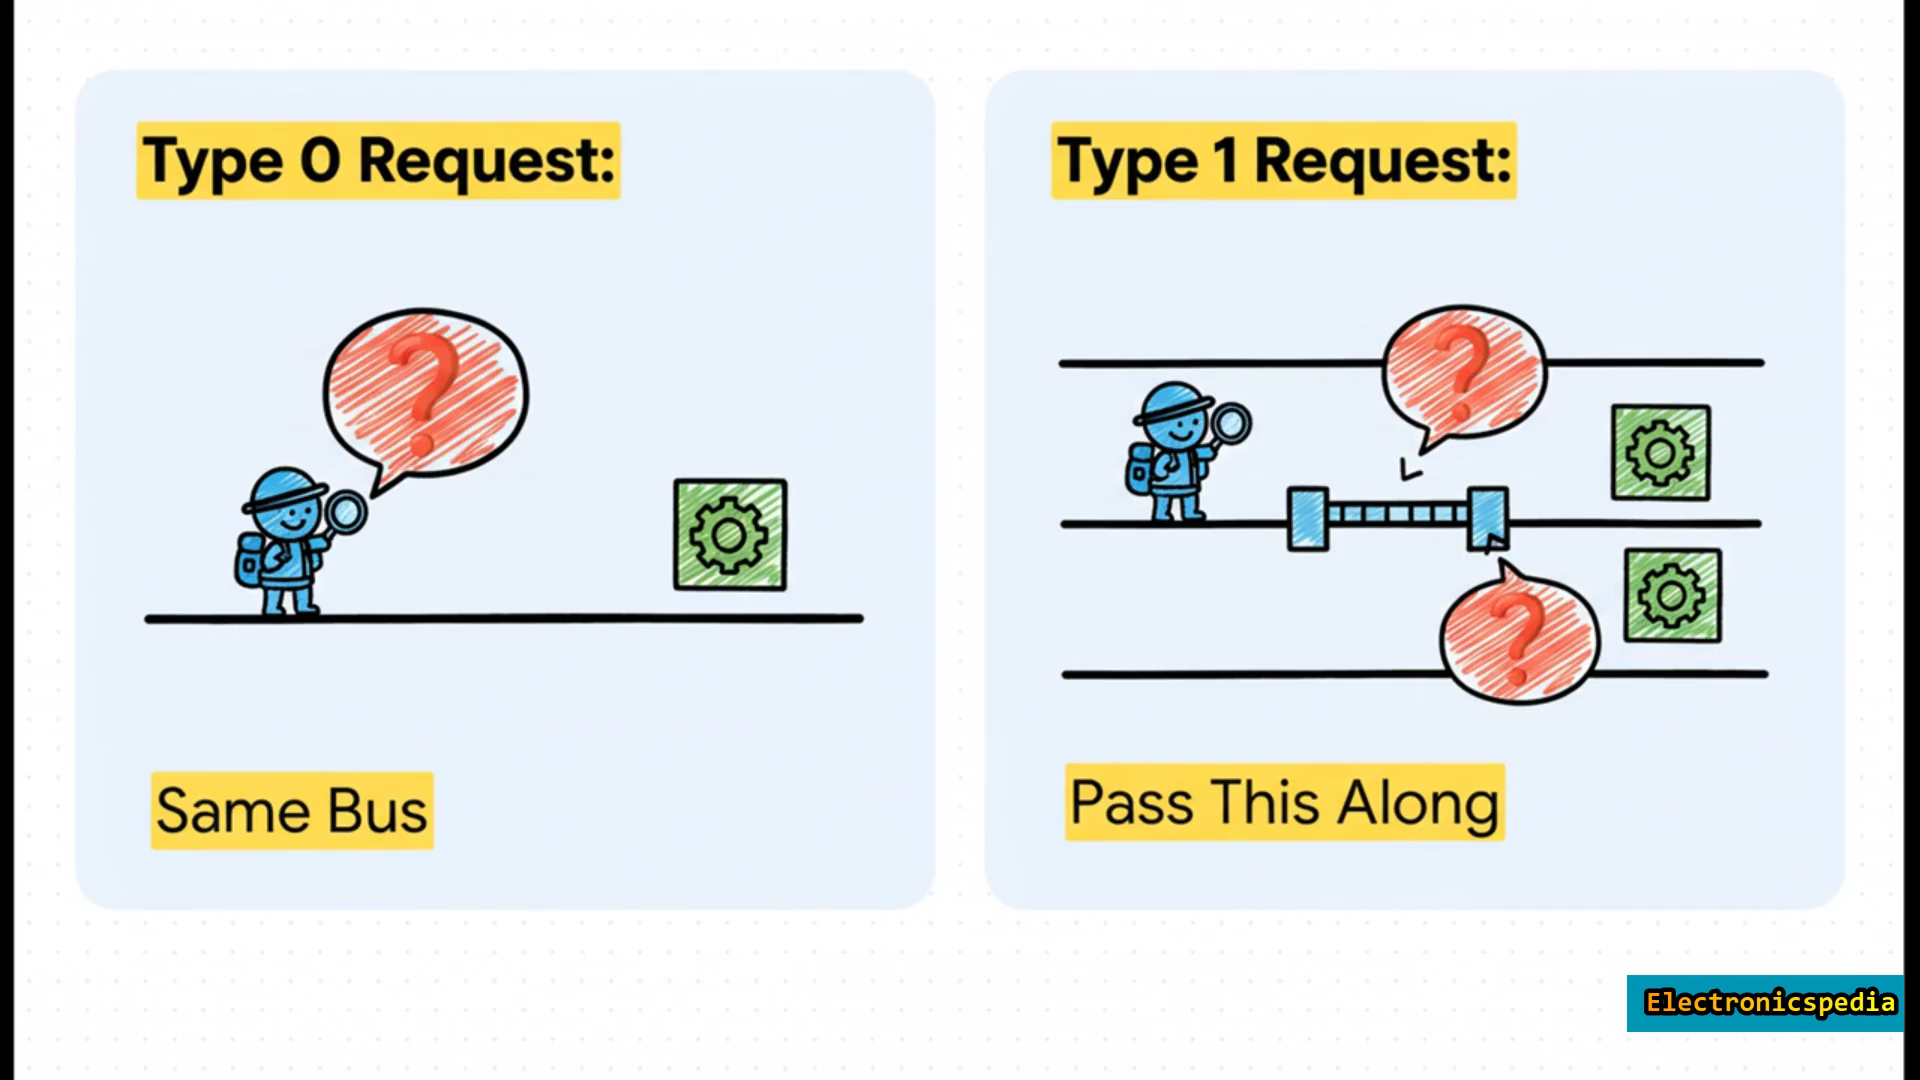 Type 0 Request:
Same Bus
Type 1 Request:
Pass This Along
Electronicspedia